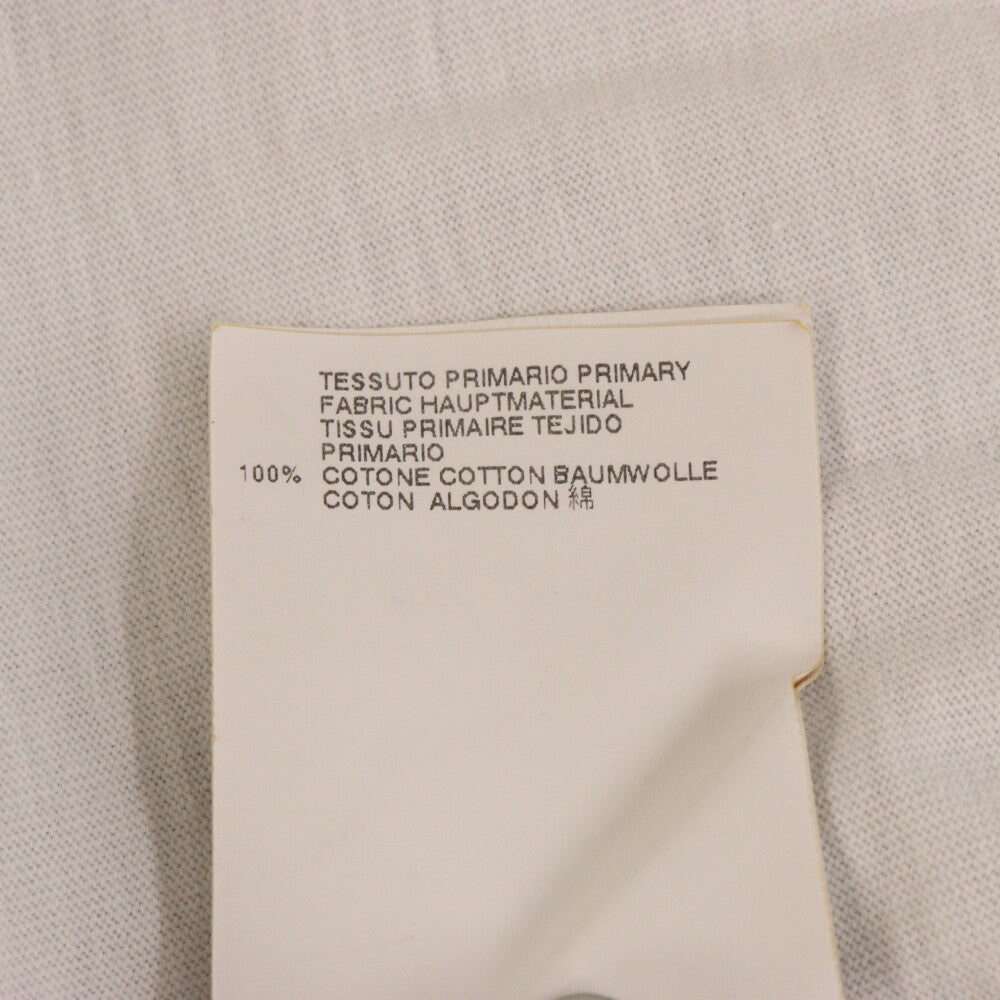 TESSUTO PRIMARIO PRIMARY
FABRIC HAUPTMATERIAL
TISSU PRIMAIRE TEJIDO
PRIMARIO
100% COTONE COTTON BAUMWOLLE
COTON ALGODON 綿